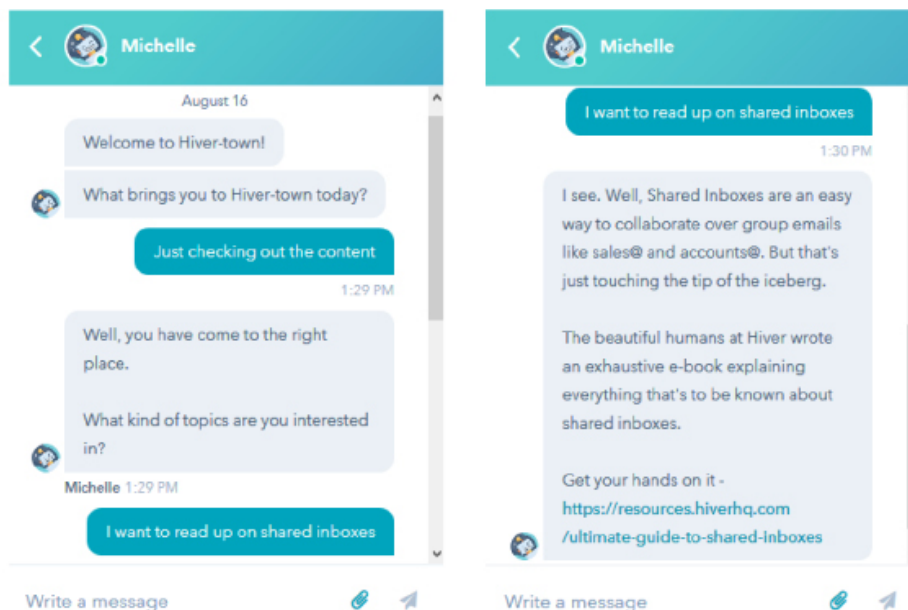 Michelle
August 16
Welcome to Hiver-town!
What brings you to Hiver-town today?
Just checking out the content
1:29 PM
Well, you have come to the right
place.
What kind of topics are you interested
in?
Michelle 1:29 PM
I want to read up on shared inboxes
Write a message
Michelle
I want to read up on shared inboxes
1:30 PM
I see. Well, Shared Inboxes are an easy
way to collaborate over group emails
like sales@ and accounts@. But that's
just touching the tip of the iceberg.
The beautiful humans at Hiver wrote
an exhaustive e-book explaining
everything that's to be known about
shared inboxes.
Get your hands on it -
https://resources.hiverhq.com
/ultimate-guide-to-shared-inboxes
Write a message